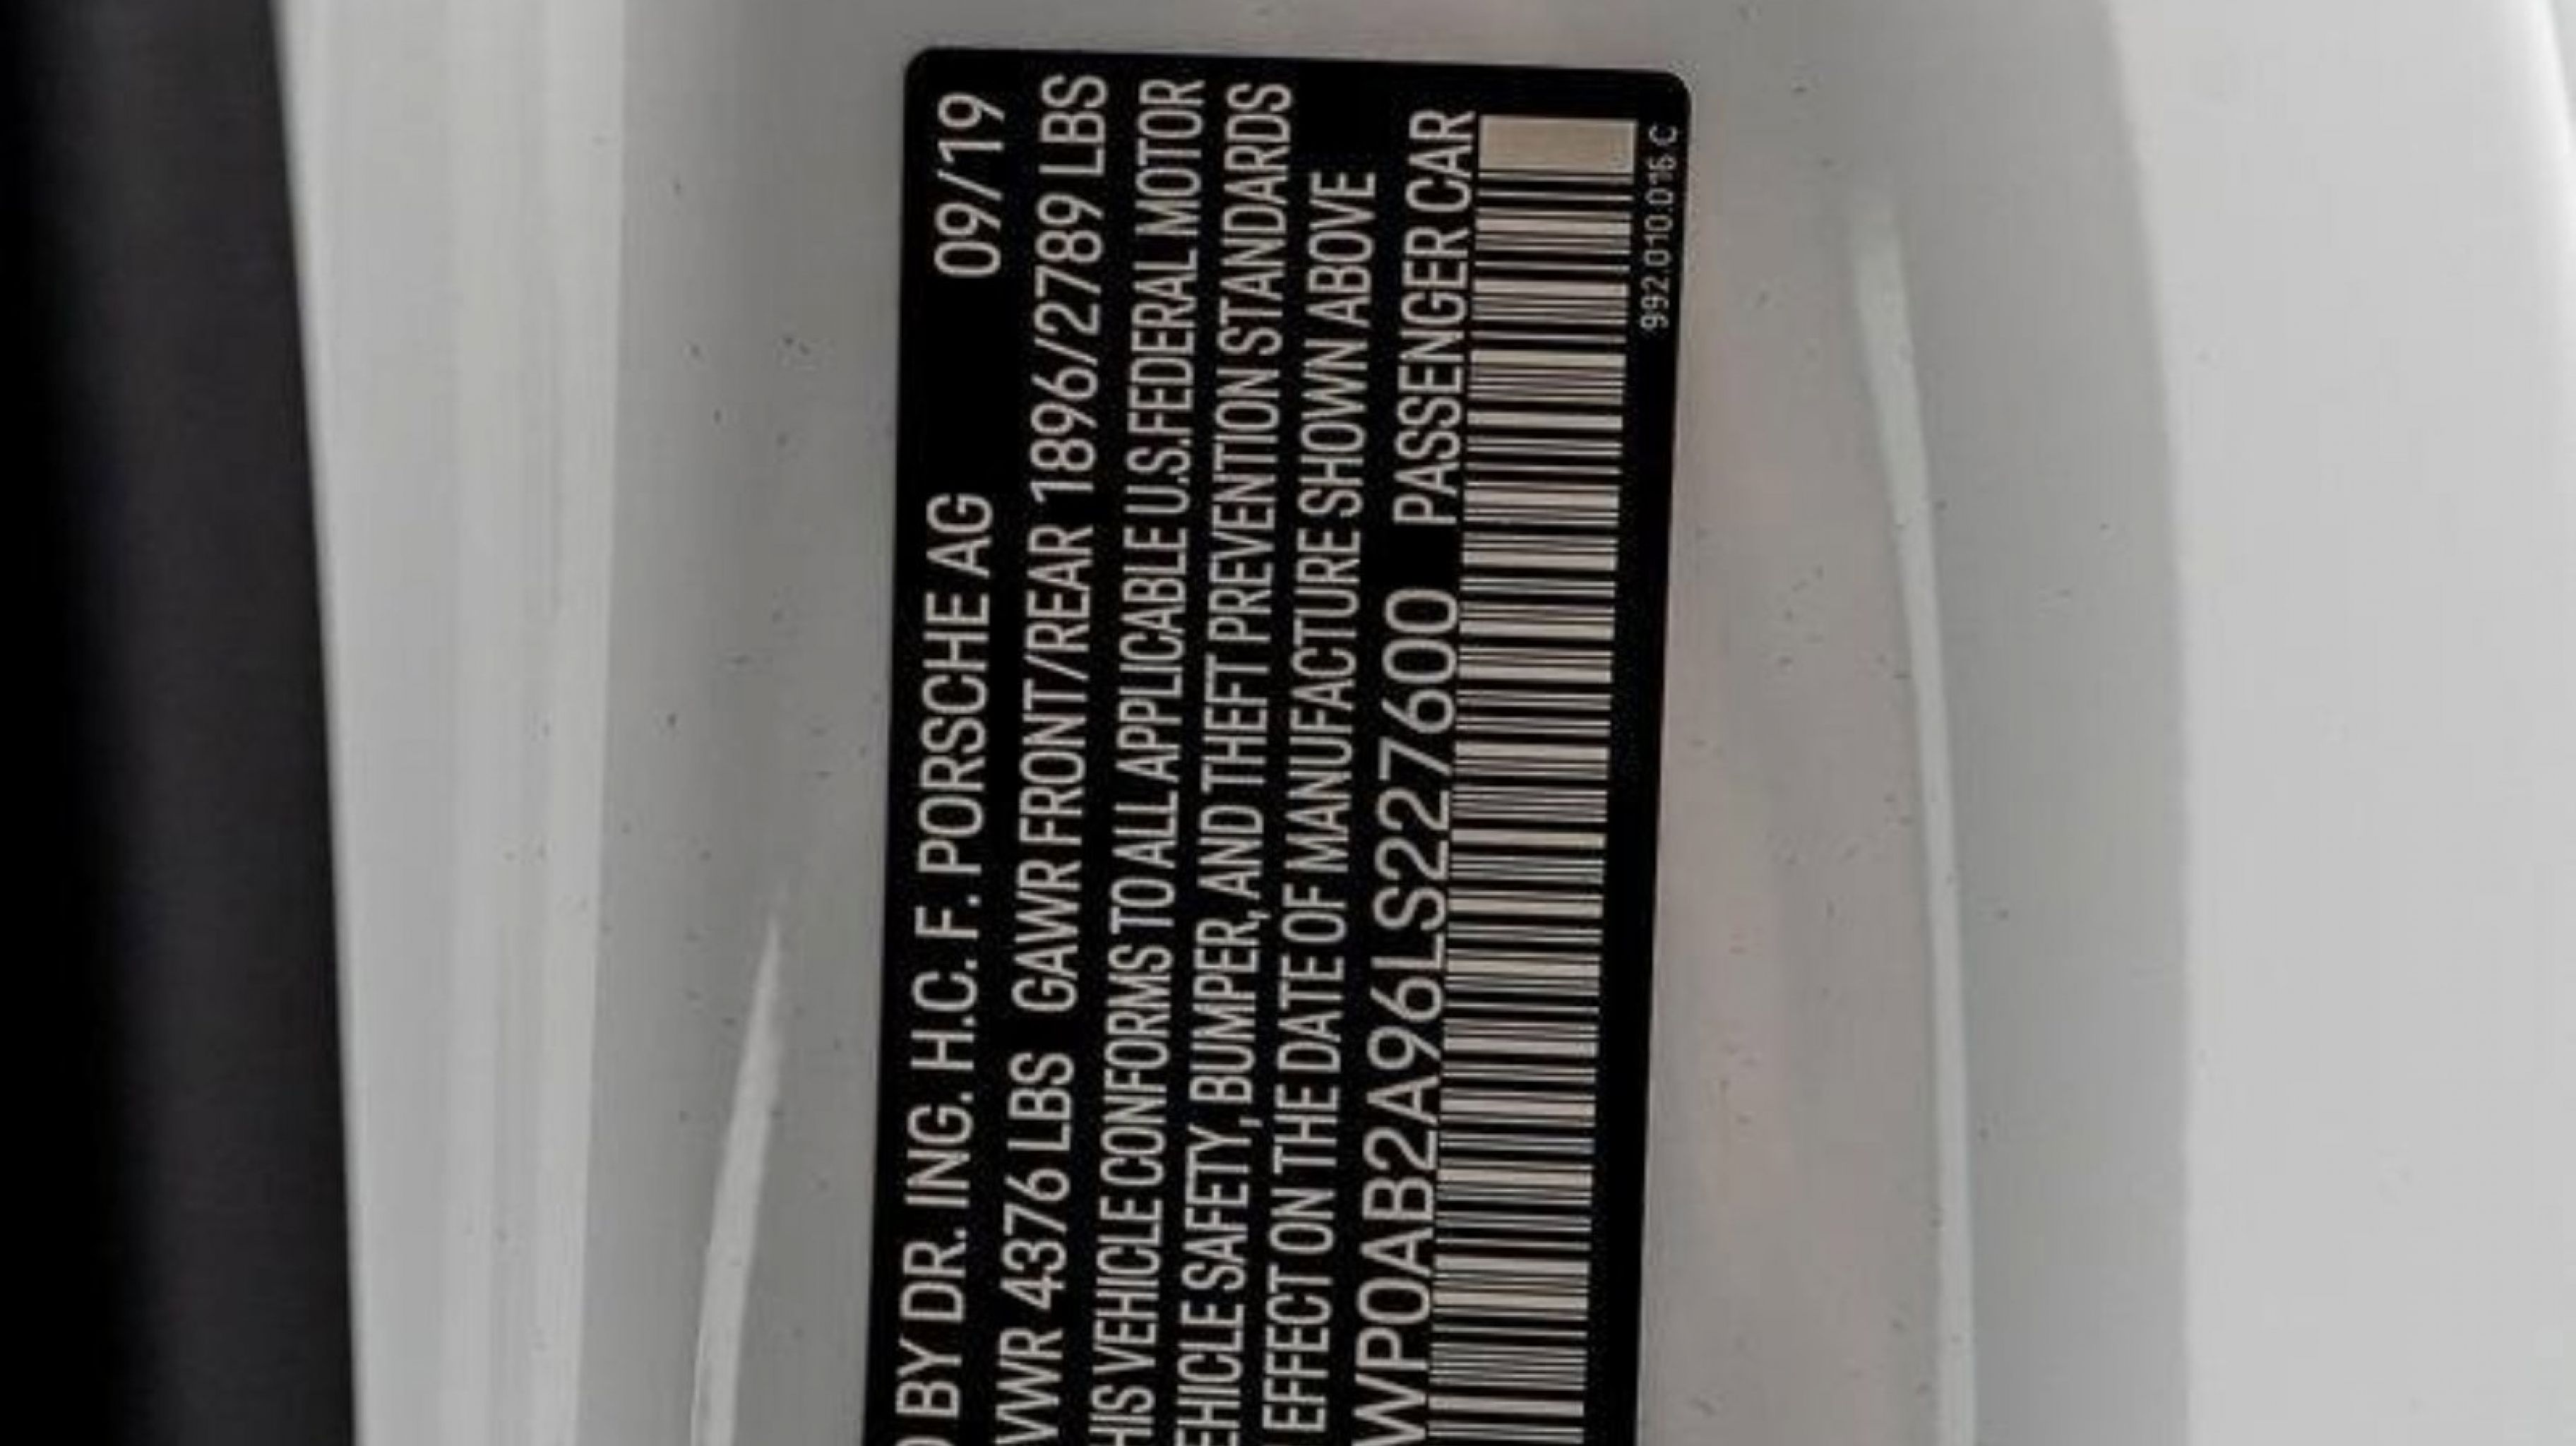 BY DR. ING. H.C. F. PORSCHE AG 09/19
VWR 4376 LBS GAWR FRONT/REAR 1896/2789 LBS
HIS VEHICLE CONFORMS TO ALL APPLICABLE U.S. FEDERAL MOTOR
EHICLE SAFETY, BUMPER, AND THEFT PREVENTION STANDARDS
EFFECT ON THE DATE OF MANUFACTURE SHOWN ABOVE
WP0AB2A96LS227600 PASSENGER CAR
992.010.016 C